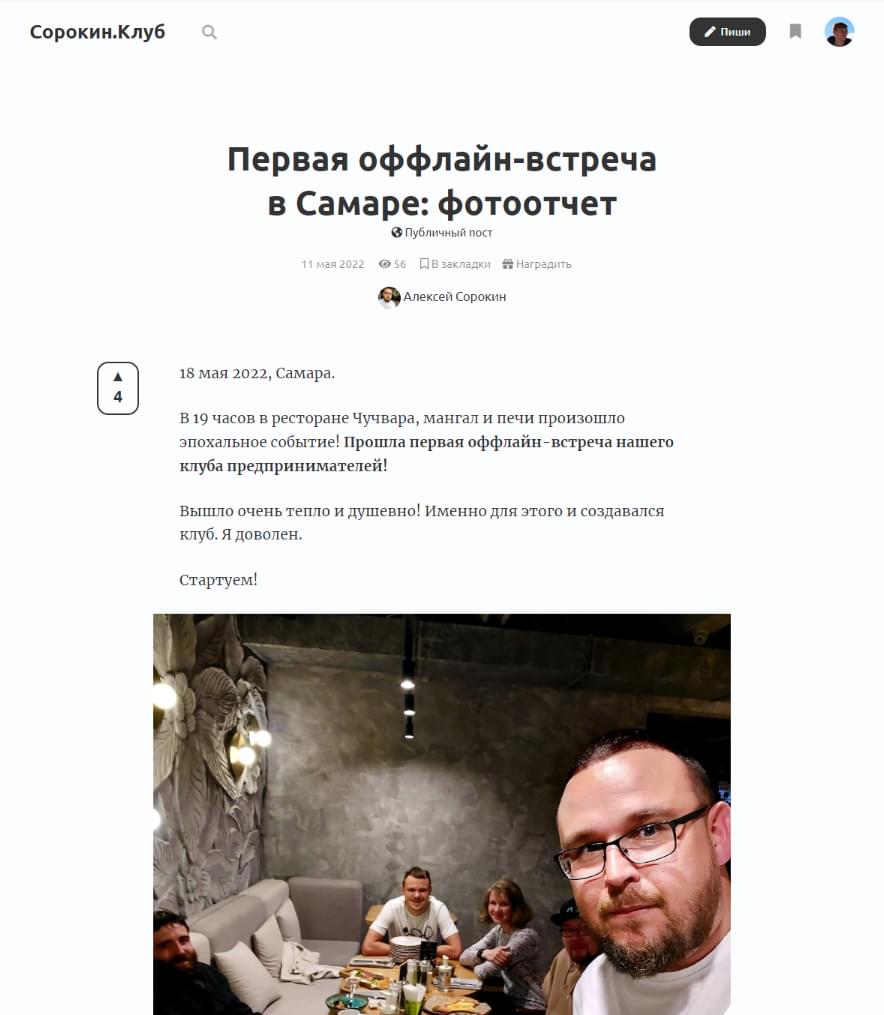 Сорокин.Клуб
Пиши
Первая оффлайн-встреча
в Самаре: фотоотчет
Публичный пост
11 мая 2022 56 В закладки Наградить
Алексей Сорокин
▲
4
18 мая 2022, Самара.
В 19 часов в ресторане Чучвара, мангал и печи произошло
эпохальное событие! Прошла первая оффлайн-встреча нашего
клуба предпринимателей!
Вышло очень тепло и душевно! Именно для этого и создавался
клуб. Я доволен.
Стартуем!